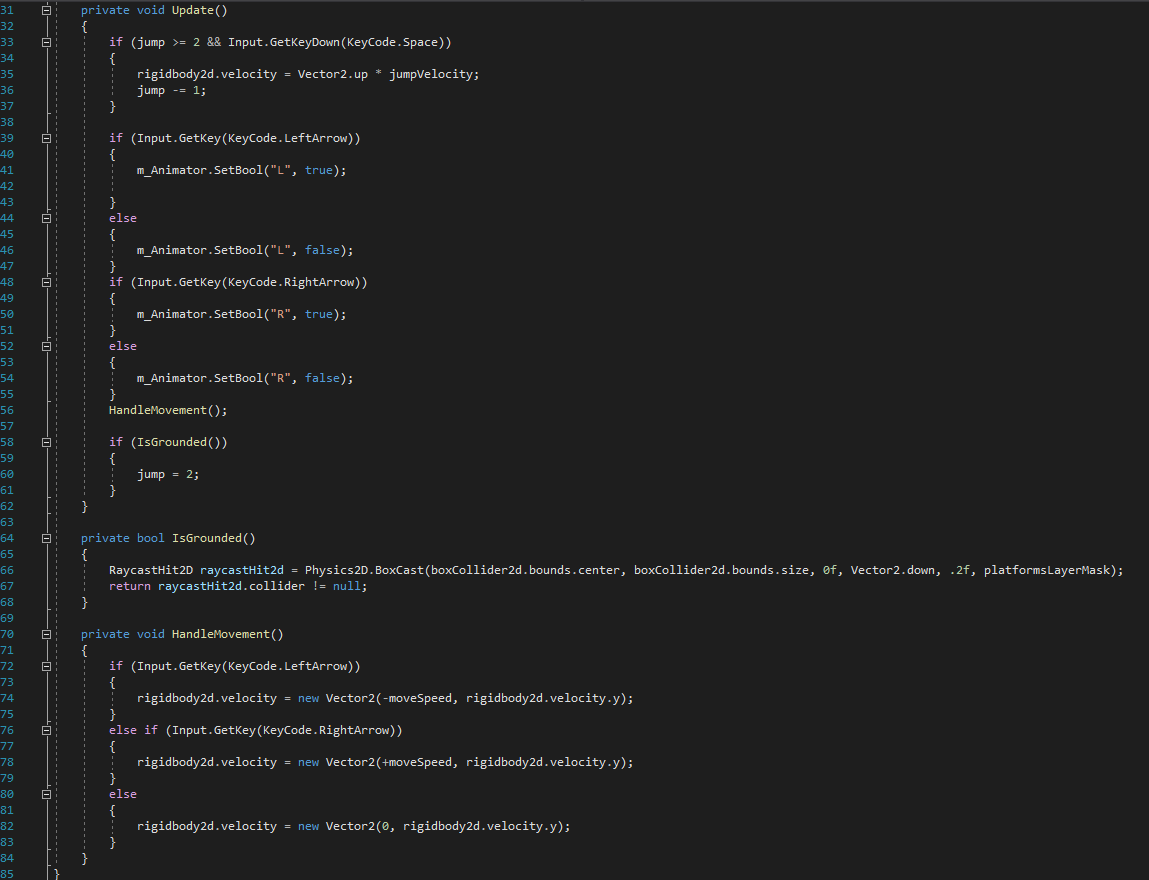 31 private void Update()
32 {
33 if (jump >= 2 && Input.GetKeyDown(KeyCode.Space))
34 {
35 rigidbody2d.velocity = Vector2.up * jumpVelocity;
36 jump -= 1;
37 }
38
39 if (Input.GetKey(KeyCode.LeftArrow))
40 {
41 m_Animator.SetBool("L", true);
42
43 }
44 else
45 {
46 m_Animator.SetBool("L", false);
47 }
48 if (Input.GetKey(KeyCode.RightArrow))
49 {
50 m_Animator.SetBool("R", true);
51 }
52 else
53 {
54 m_Animator.SetBool("R", false);
55 }
56 HandleMovement();
57
58 if (IsGrounded())
59 {
60 jump = 2;
61 }
62 }
63
64 private bool IsGrounded()
65 {
66 RaycastHit2D raycastHit2d = Physics2D.BoxCast(boxCollider2d.bounds.center, boxCollider2d.bounds.size, 0f, Vector2.down, .2f, platformsLayerMask);
67 return raycastHit2d.collider != null;
68 }
69
70 private void HandleMovement()
71 {
72 if (Input.GetKey(KeyCode.LeftArrow))
73 {
74 rigidbody2d.velocity = new Vector2(-moveSpeed, rigidbody2d.velocity.y);
75 }
76 else if (Input.GetKey(KeyCode.RightArrow))
77 {
78 rigidbody2d.velocity = new Vector2(+moveSpeed, rigidbody2d.velocity.y);
79 }
80 else
81 {
82 rigidbody2d.velocity = new Vector2(0, rigidbody2d.velocity.y);
83 }
84 }
85 }